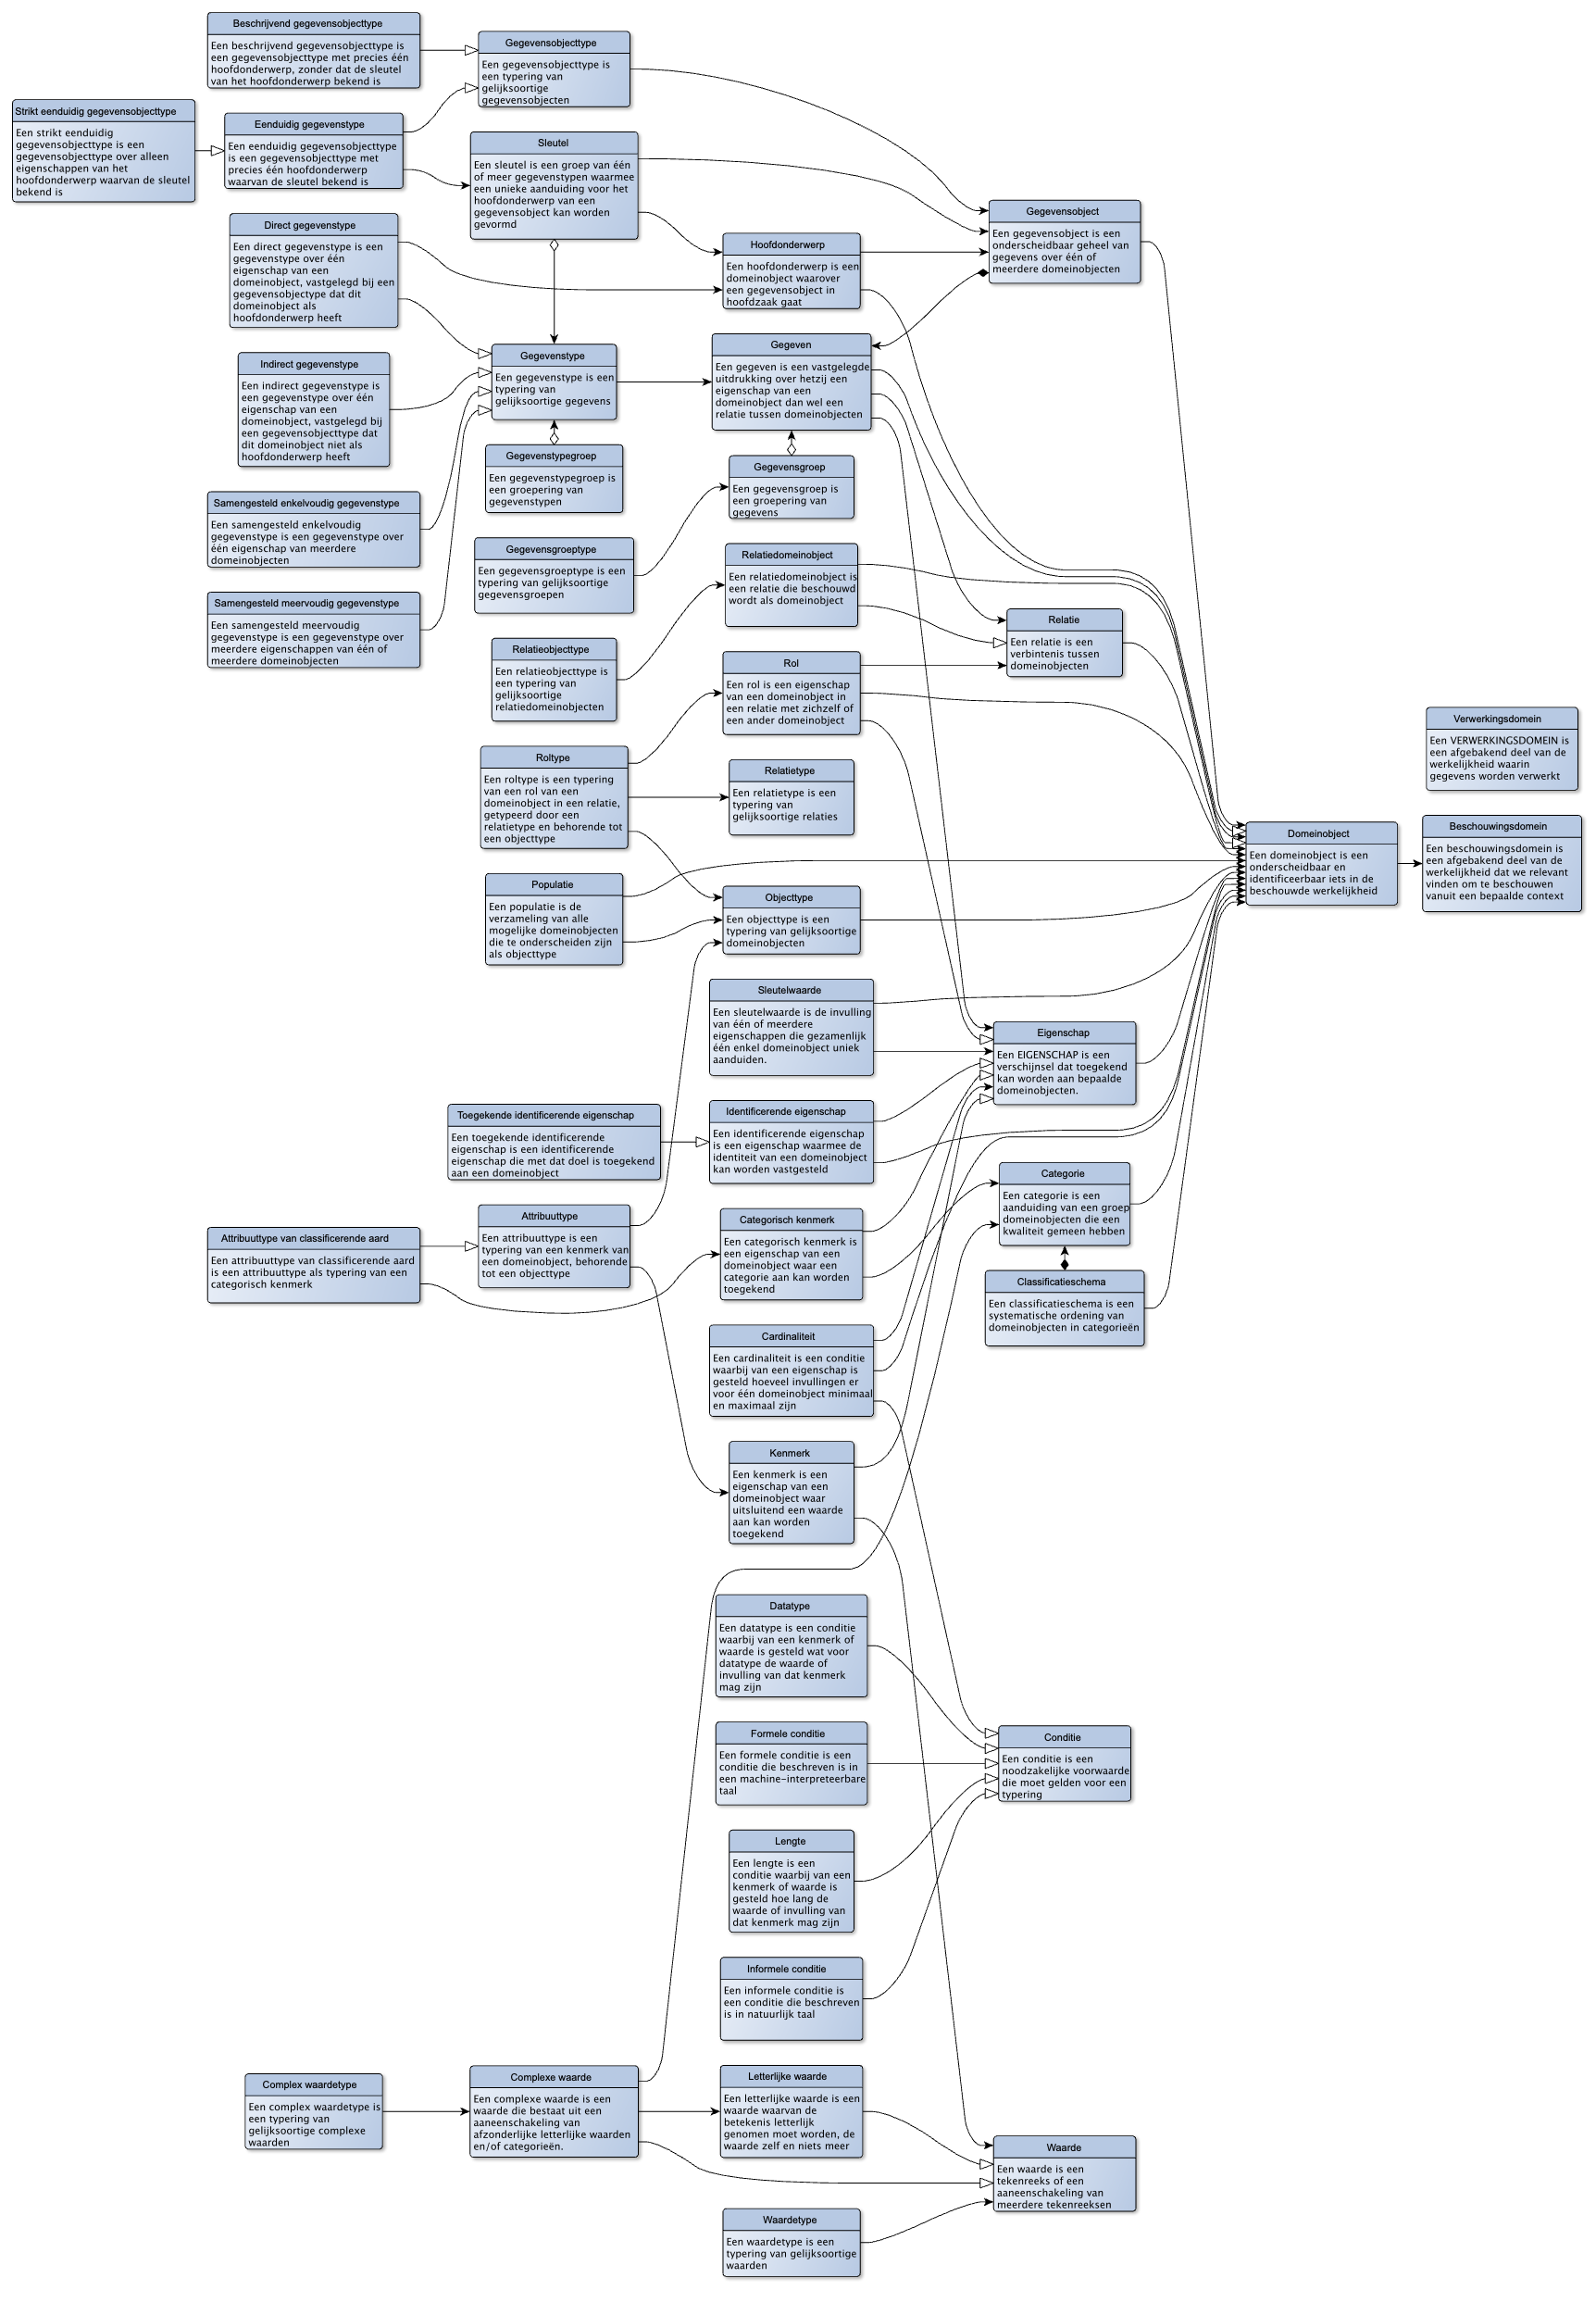 Beschrijvend gegevensobjecttype
Een beschrijvend gegevensobjecttype is
een gegevensobjecttype met precies één
hoofdonderwerp, zonder dat de sleutel
van het hoofdonderwerp bekend is
Gegevensobjecttype
Een gegevensobjecttype is
een typering van
gelijksoortige
gegevensobjecten
Strikt eenduidig gegevensobjecttype
Een strikt eenduidig
gegevensobjecttype is een
gegevensobjecttype over alleen
eigenschappen van het
hoofdonderwerp waarvan de sleutel
bekend is
Eenduidig gegevenstype
Een eenduidig gegevensobjecttype
is een gegevensobjecttype met
precies één hoofdonderwerp
waarvan de sleutel bekend is
Sleutel
Een sleutel is een groep van één
of meer gegevenstypen waarmee
een unieke aanduiding voor het
hoofdonderwerp van een
gegevensobject kan worden
gevormd
Gegevensobject
Een gegevensobject is een
onderscheidbaar geheel van
gegevens over één of
meerdere domeinobjecten
Direct gegevenstype
Een direct gegevenstype is een
gegevenstype over één
eigenschap van een
domeinobject, vastgelegd bij een
gegevensobjectype dat dit
domeinobject als
hoofdonderwerp heeft
Hoofdonderwerp
Een hoofdonderwerp is een
domeinobject waarover
een gegevensobject in
hoofdzaak gaat
Indirect gegevenstype
Een indirect gegevenstype is
een gegevenstype over één
eigenschap van een
domeinobject, vastgelegd bij
een gegevensobjecttype dat
dit domeinobject niet als
hoofdonderwerp heeft
Gegevenstype
Een gegevenstype is een
typering van
gelijksoortige gegevens
Gegeven
Een gegeven is een vastgelegde
uitdrukking over hetzij een
eigenschap van een
domeinobject dan wel een
relatie tussen domeinobjecten
Gegevenstypegroep
Een gegevenstypegroep is
een groepering van
gegevenstypen
Gegevensgroep
Een gegevensgroep is
een groepering van
gegevens
Samengesteld enkelvoudig gegevenstype
Een samengesteld enkelvoudig
gegevenstype is een gegevenstype over
één eigenschap van meerdere
domeinobjecten
Gegevensgroeptype
Een gegevensgroeptype is een
typering van gelijksoortige
gegevensgroepen
Relatiedomeinobject
Een relatiedomeinobject is
een relatie die beschouwd
wordt als domeinobject
Samengesteld meervoudig gegevenstype
Een samengesteld meervoudig
gegevenstype is een gegevenstype over
meerdere eigenschappen van één of
meerdere domeinobjecten
Relatie
Een relatie is een
verbintenis tussen
domeinobjecten
Relatieobjecttype
Een relatieobjecttype is
een typering van
gelijksoortige
relatiedomeinobjecten
Rol
Een rol is een eigenschap
van een domeinobject in
een relatie met zichzelf of
een ander domeinobject
Verwerkingsdomein
Een VERWERKINGSDOMEIN is
een afgebakend deel van de
werkelijkheid waarin
gegevens worden verwerkt
Roltype
Een roltype is een typering
van een rol van een
domeinobject in een relatie,
getypeerd door een
relatietype en behorende tot
een objecttype
Relatietype
Een relatietype is een
typering van
gelijksoortige relaties
Domeinobject
Een domeinobject is een
onderscheidbaar en
identificeerbaar iets in de
beschouwde werkelijkheid
Beschouwingsdomein
Een beschouwingsdomein is
een afgebakend deel van de
werkelijkheid dat we relevant
vinden om te beschouwen
vanuit een bepaalde context
Populatie
Een populatie is de
verzameling van alle
mogelijke domeinobjecten
die te onderscheiden zijn
als objecttype
Objecttype
Een objecttype is een
typering van gelijksoortige
domeinobjecten
Sleutelwaarde
Een sleutelwaarde is de invulling
van één of meerdere
eigenschappen die gezamenlijk
één enkel domeinobject uniek
aanduiden.
Eigenschap
Een EIGENSCHAP is een
verschijnsel dat toegekend
kan worden aan bepaalde
domeinobjecten.
Toegekende identificerende eigenschap
Een toegekende identificerende
eigenschap is een identificerende
eigenschap die met dat doel is toegekend
aan een domeinobject
Identificerende eigenschap
Een identificerende eigenschap
is een eigenschap waarmee de
identiteit van een domeinobject
kan worden vastgesteld
Categorie
Een categorie is een
aanduiding van een groep
domeinobjecten die een
kwaliteit gemeen hebben
Attribuuttype van classificerende aard
Een attribuuttype van classificerende aard
is een attribuuttype als typering van een
categorisch kenmerk
Attribuuttype
Een attribuuttype is een
typering van een kenmerk van
een domeinobject, behorende
tot een objecttype
Categorisch kenmerk
Een categorisch kenmerk is
een eigenschap van een
domeinobject waar een
categorie aan kan worden
toegekend
Classificatieschema
Een classificatieschema is een
systematische ordening van
domeinobjecten in categorieën
Cardinaliteit
Een cardinaliteit is een conditie
waarbij van een eigenschap is
gesteld hoeveel invullingen er
voor één domeinobject minimaal
en maximaal zijn
Kenmerk
Een kenmerk is een
eigenschap van een
domeinobject waar
uitsluitend een waarde
aan kan worden
toegekend
Datatype
Een datatype is een conditie
waarbij van een kenmerk of
waarde is gesteld wat voor
datatype de waarde of
invulling van dat kenmerk
mag zijn
Formele conditie
Een formele conditie is een
conditie die beschreven is in
een machine-interpreteerbare
taal
Conditie
Een conditie is een
noodzakelijke voorwaarde
die moet gelden voor een
typering
Lengte
Een lengte is een
conditie waarbij van een
kenmerk of waarde is
gesteld hoe lang de
waarde of invulling van
dat kenmerk mag zijn
Informele conditie
Een informele conditie is
een conditie die beschreven
is in natuurlijk taal
Complex waardetype
Een complex waardetype is
een typering van
gelijksoortige complexe
waarden
Complexe waarde
Een complexe waarde is een
waarde die bestaat uit een
aaneenschakeling van
afzonderlijke letterlijke waarden
en/of categorieën.
Letterlijke waarde
Een letterlijke waarde is een
waarde waarvan de
betekenis letterlijk
genomen moet worden, de
waarde zelf en niets meer
Waarde
Een waarde is een
tekenreeks of een
aaneenschakeling van
meerdere tekenreeksen
Waardetype
Een waardetype is een
typering van gelijksoortige
waarden